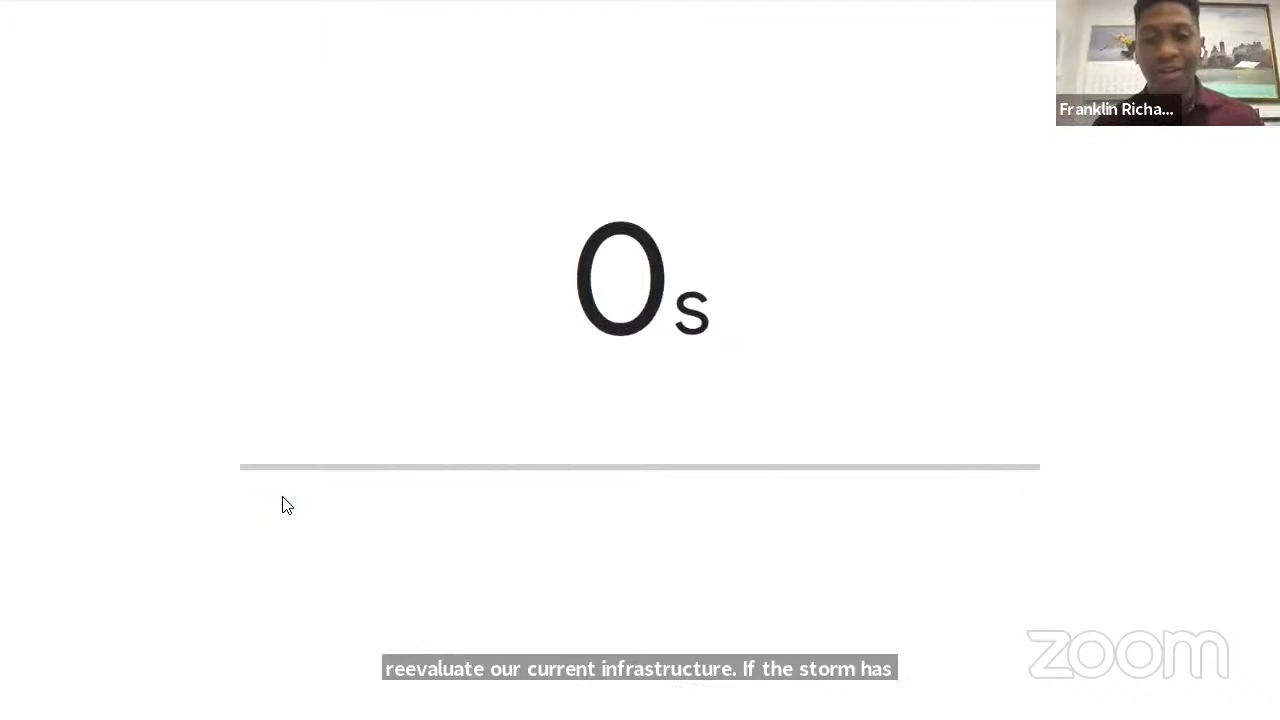 Franklin Richa...
0s
reevaluate our current infrastructure. If the storm has
zoom